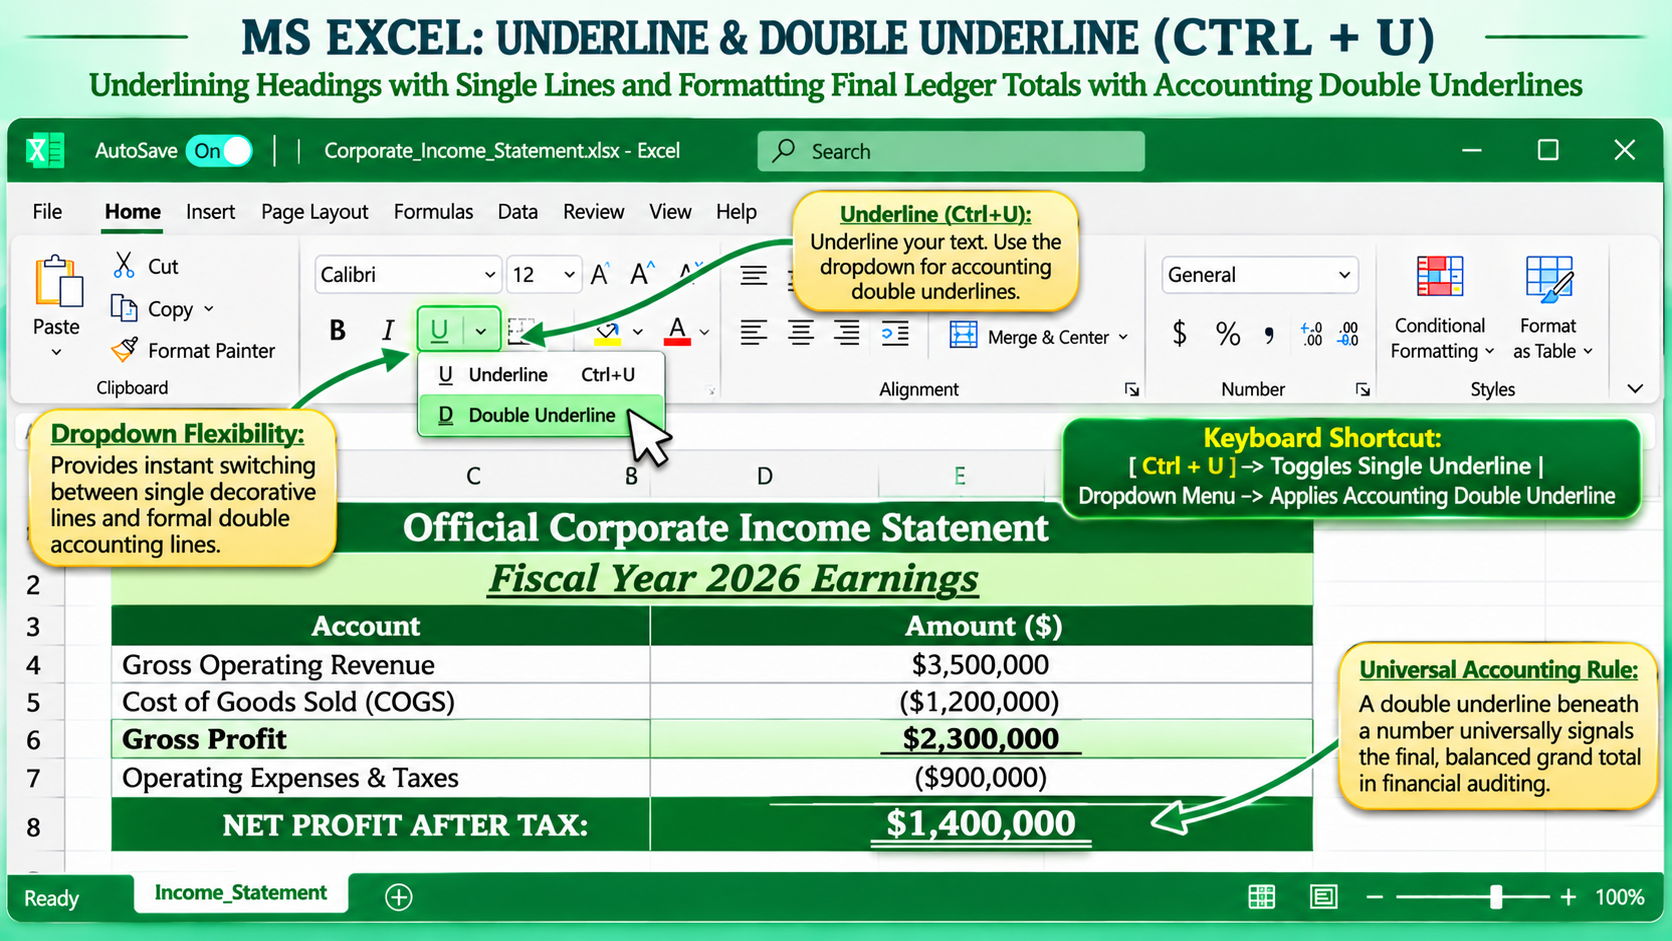 MS EXCEL: UNDERLINE & DOUBLE UNDERLINE (CTRL + U)
Underlining Headings with Single Lines and Formatting Final Ledger Totals with Accounting Double Underlines
AutoSave On Corporate_Income_Statement.xlsx - Excel Search
File Home Insert Page Layout Formulas Data Review View Help
Underline (Ctrl+U):
Underline your text. Use the
dropdown for accounting
double underlines.
Paste
Cut
Copy
Format Painter
Clipboard
Calibri 12 A A
B I U A
U Underline Ctrl+U
D Double Underline
Merge & Center
Alignment
General
$ % ,
Number
Conditional
Formatting
Format
as Table
Styles
Dropdown Flexibility:
Provides instant switching
between single decorative
lines and formal double
accounting lines.
Keyboard Shortcut:
[ Ctrl + U ] –> Toggles Single Underline |
Dropdown Menu –> Applies Accounting Double Underline
C B D E
Official Corporate Income Statenent
2 Fiscal Year 2026 Earnings
3 Account Amount ($)
4 Gross Operating Revenue $3,500,000
5 Cost of Goods Sold (COGS) ($1,200,000)
6 Gross Profit $2,300,000
7 Operating Expenses & Taxes ($900,000)
8 NET PROFIT AFTER TAX: $1,400,000
Universal Accounting Rule:
A double underline beneath
a number universally signals
the final, balanced grand total
in financial auditing.
Ready Income_Statement 100%